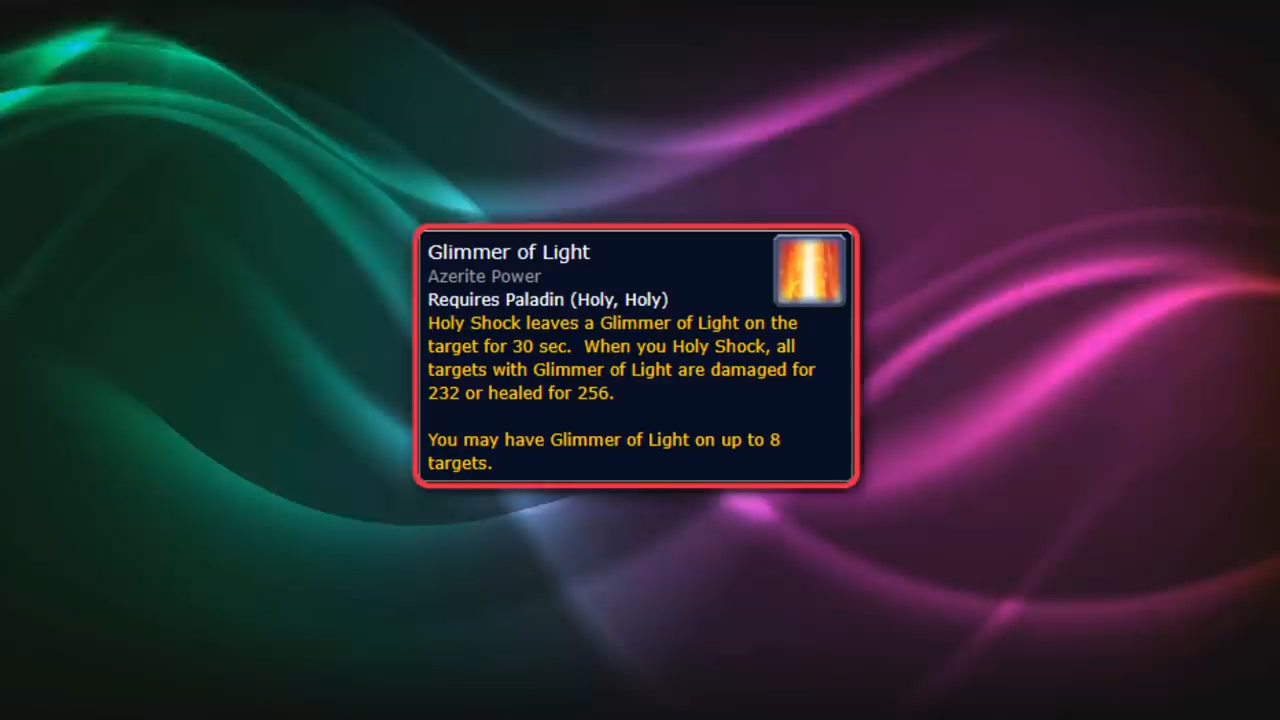 Glimmer of Light
Azerite Power
Requires Paladin (Holy, Holy)
Holy Shock leaves a Glimmer of Light on the
target for 30 sec.  When you Holy Shock, all
targets with Glimmer of Light are damaged for
232 or healed for 256.
You may have Glimmer of Light on up to 8
targets.